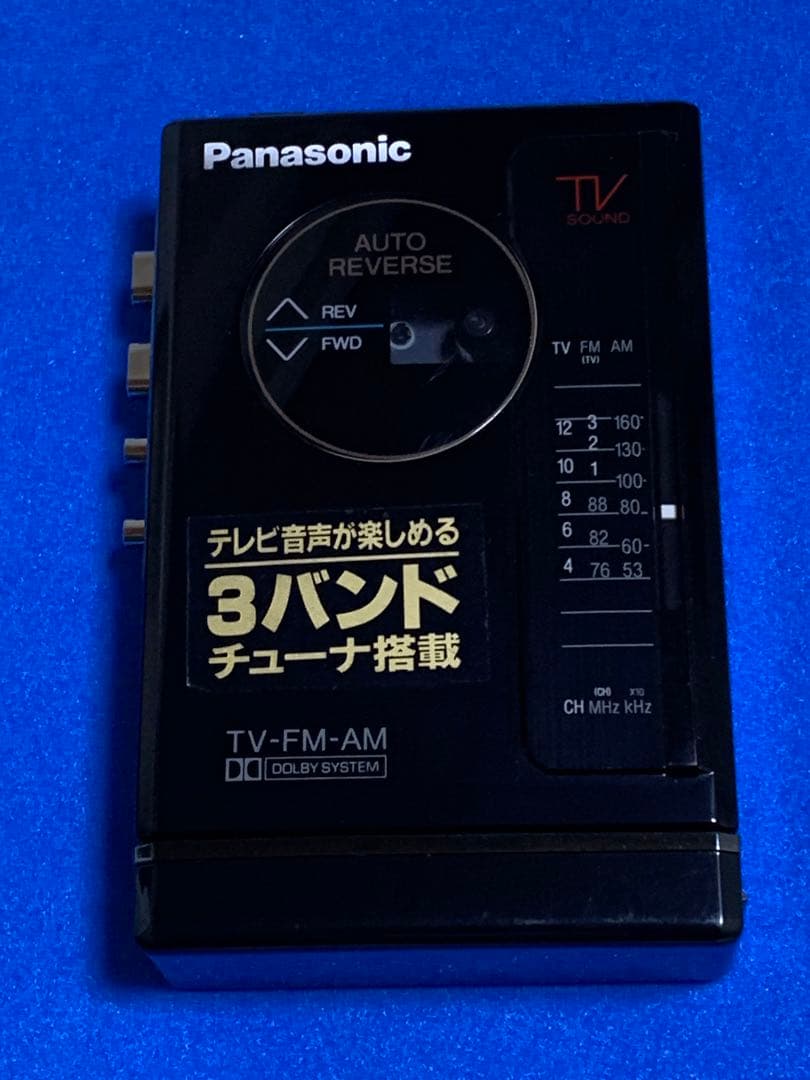 Panasonic
TV
SOUND
AUTO
REVERSE
REV
FWD
TV FM AM
(TV)
12 3 160
2 130
10 1 100
8 88 80
6 82 60
4 76 53
(CH) X10
CH MHz kHz
テレビ音声が楽しめる
3バンド
チューナ搭載
TV-FM-AM
DOLBY SYSTEM